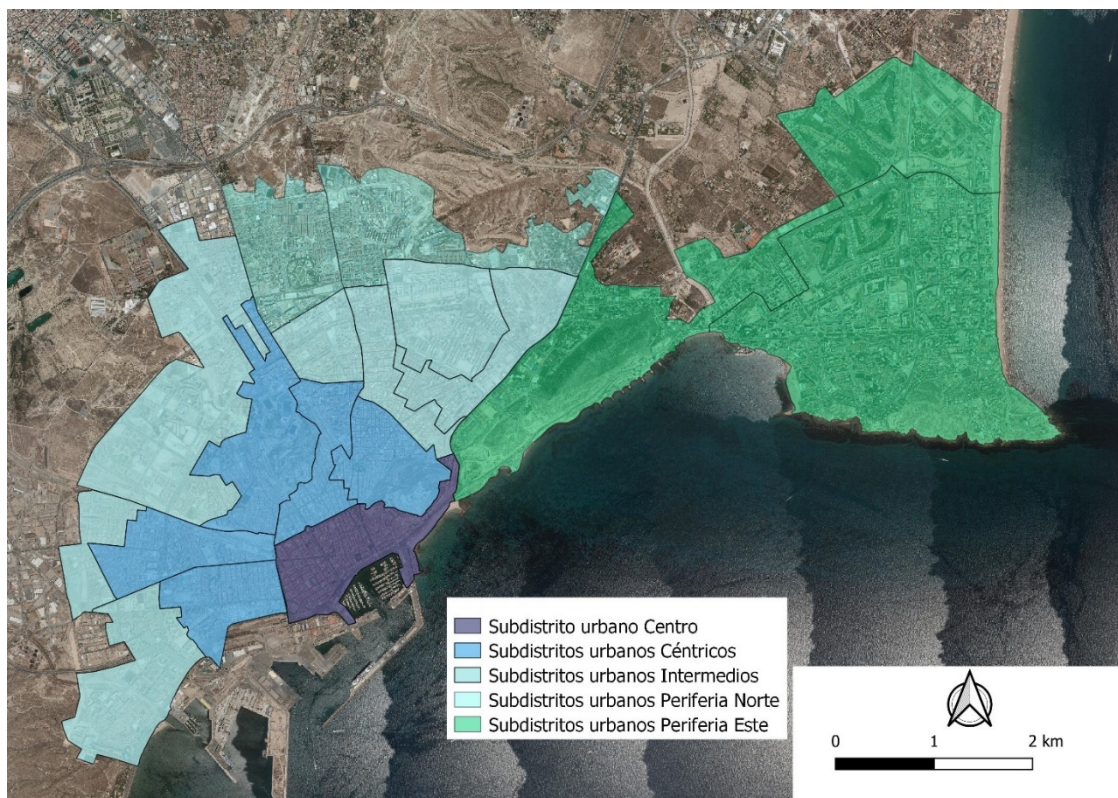 Subdistrito urbano Centro
Subdistritos urbanos Céntricos
Subdistritos urbanos Intermedios
Subdistritos urbanos Periferia Norte
Subdistritos urbanos Periferia Este
0 1 2 km